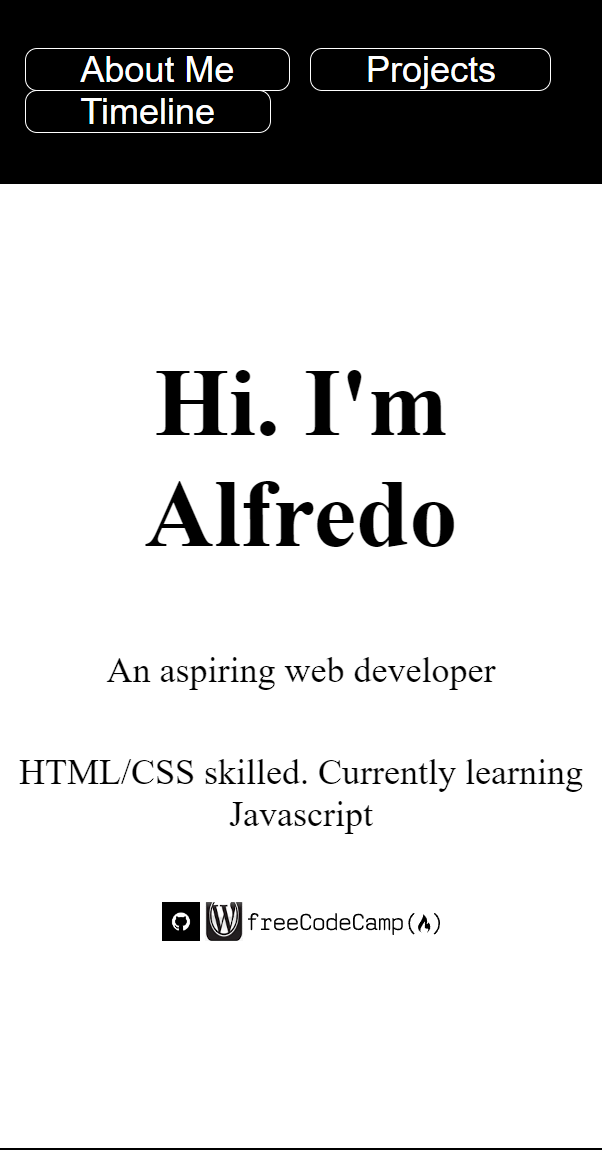 About Me Projects
Timeline
Hi. I'm
Alfredo
An aspiring web developer
HTML/CSS skilled. Currently learning
Javascript
W freeCodeCamp(🔥)